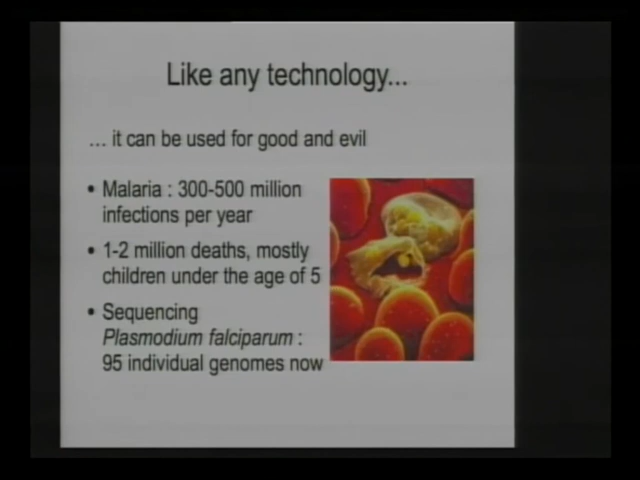 Like any technology...
... it can be used for good and evil
• Malaria : 300-500 million
infections per year
• 1-2 million deaths, mostly
children under the age of 5
• Sequencing
Plasmodium falciparum :
95 individual genomes now